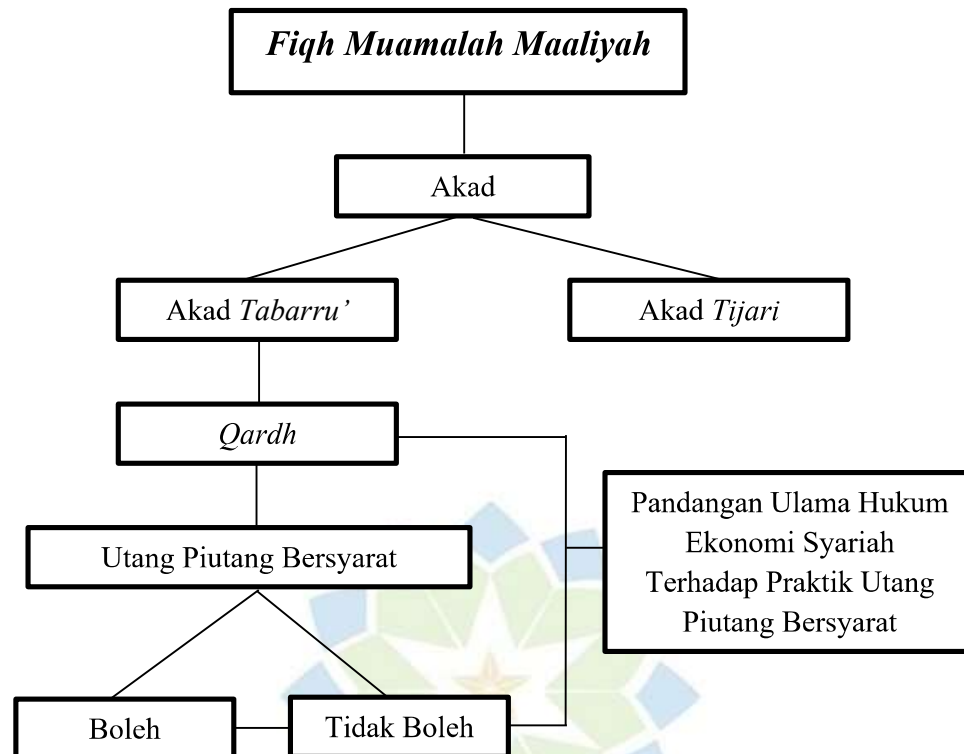 Fiqh Muamalah Maaliyah
Akad
Akad Tabarru’
Akad Tijari
Qardh
Pandangan Ulama Hukum
Ekonomi Syariah
Terhadap Praktik Utang
Piutang Bersyarat
Utang Piutang Bersyarat
Boleh
Tidak Boleh